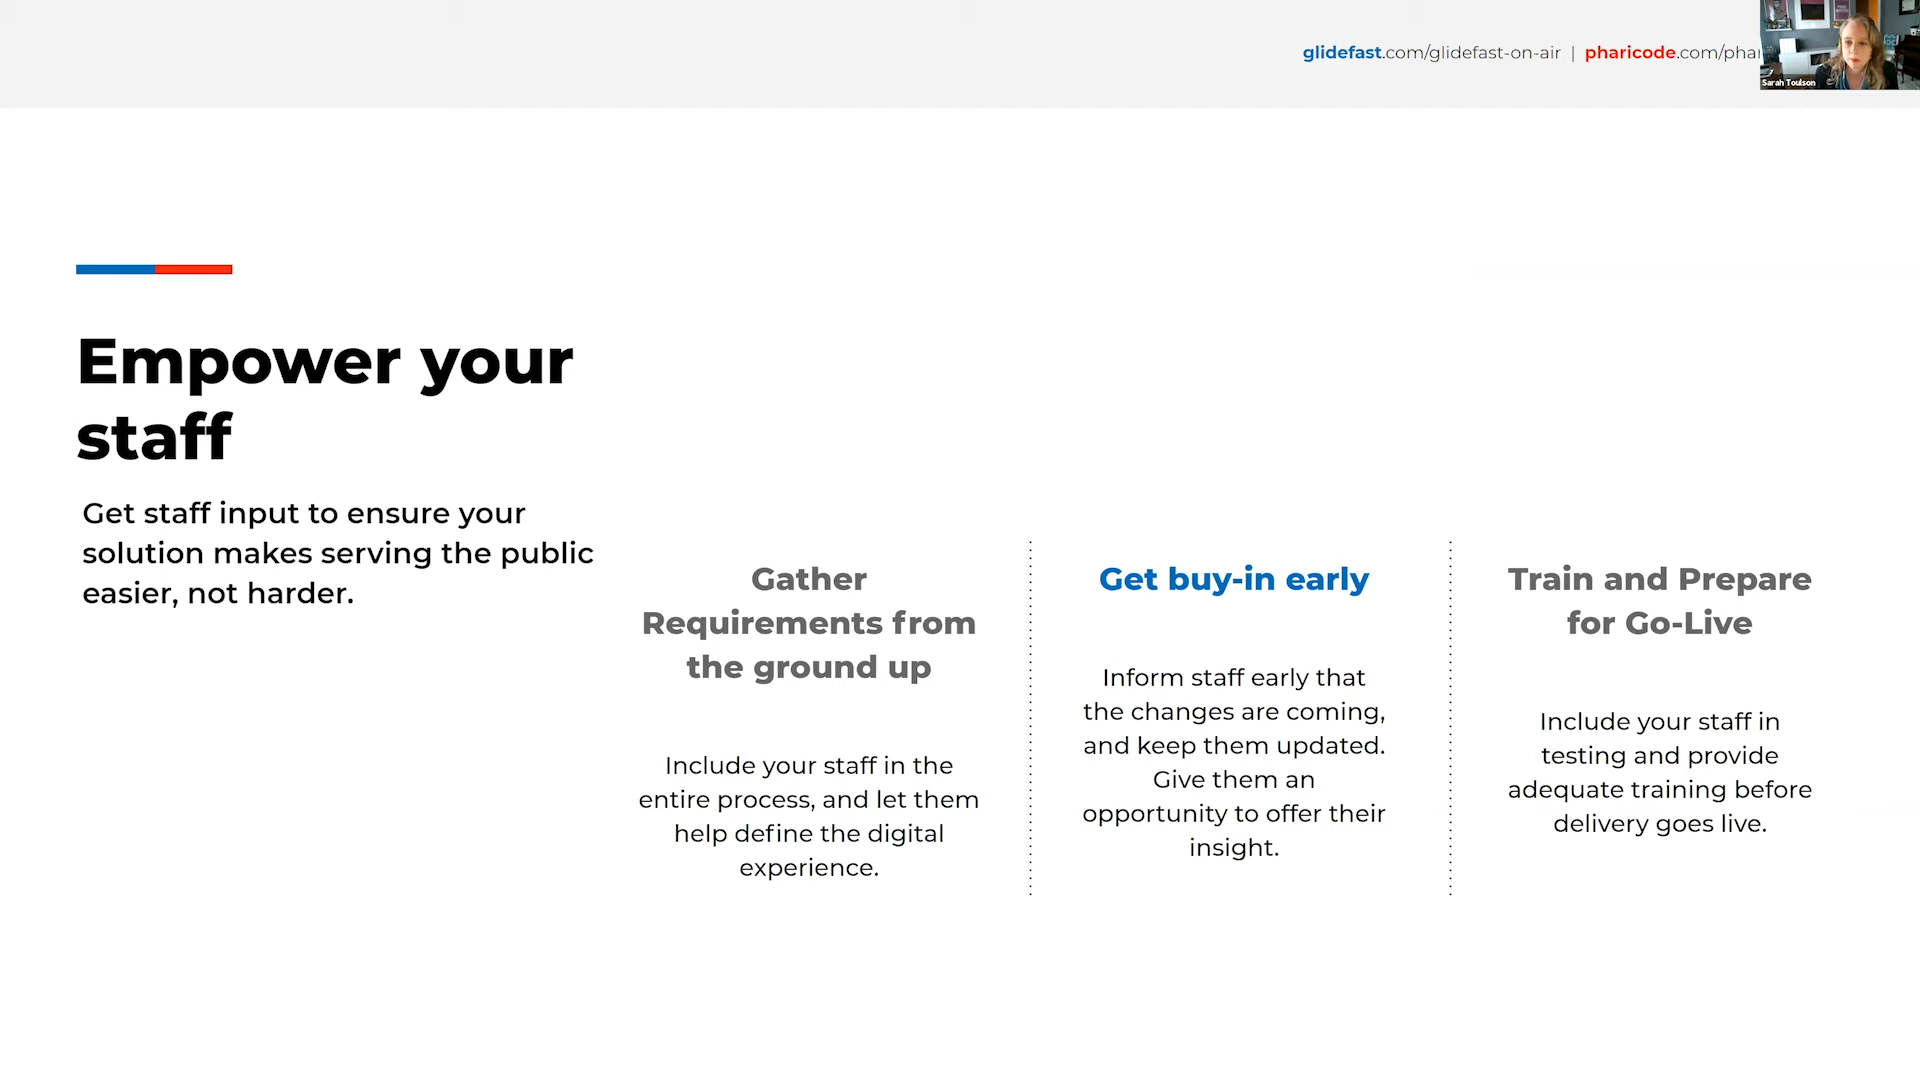 glidefast.com/glidefast-on-air | pharicode.com/phar
Sarah Toulson
Empower your
staff
Get staff input to ensure your
solution makes serving the public
easier, not harder.
Gather
Requirements from
the ground up
Include your staff in the
entire process, and let them
help define the digital
experience.
Get buy-in early
Inform staff early that
the changes are coming,
and keep them updated.
Give them an
opportunity to offer their
insight.
Train and Prepare
for Go-Live
Include your staff in
testing and provide
adequate training before
delivery goes live.